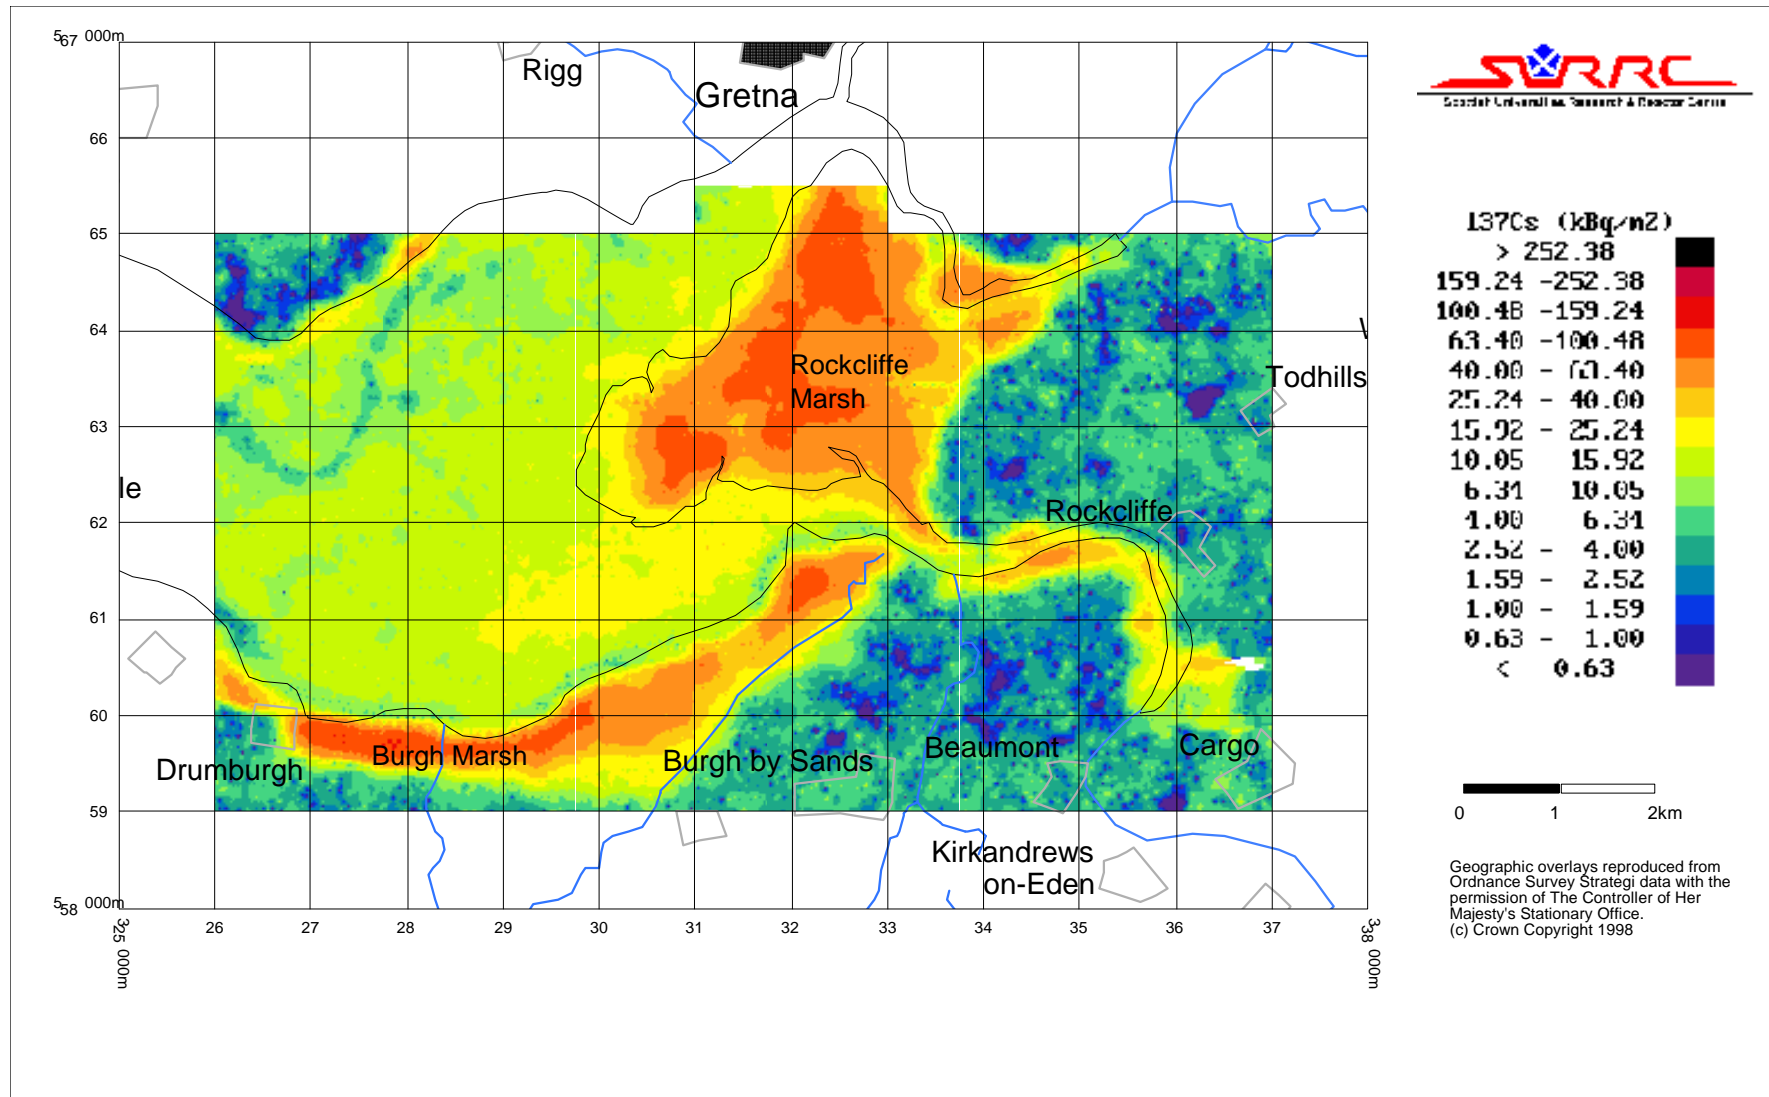 567 000m
66
65
64
63
62
61
60
59
558 000m
325 000m
26
27
28
29
30
31
32
33
34
35
36
37
338 000m
Rigg
Gretna
Rockcliffe
Marsh
Todhills
le
Rockcliffe
Drumburgh
Burgh Marsh
Burgh by Sands
Beaumont
Cargo
Kirkandrews
on-Eden
SURRC
Scottish Universities Research & Reactor Centre
137Cs (kBq/m2)
> 252.38
159.24 -252.38
100.48 -159.24
63.40 -100.48
40.00 - 63.40
25.24 - 40.00
15.92 - 25.24
10.05 15.92
6.31 10.05
4.00 6.31
2.52 - 4.00
1.59 - 2.52
1.00 - 1.59
0.63 - 1.00
< 0.63
0 1 2km
Geographic overlays reproduced from
Ordnance Survey Strategi data with the
permission of The Controller of Her
Majesty's Stationary Office.
(c) Crown Copyright 1998